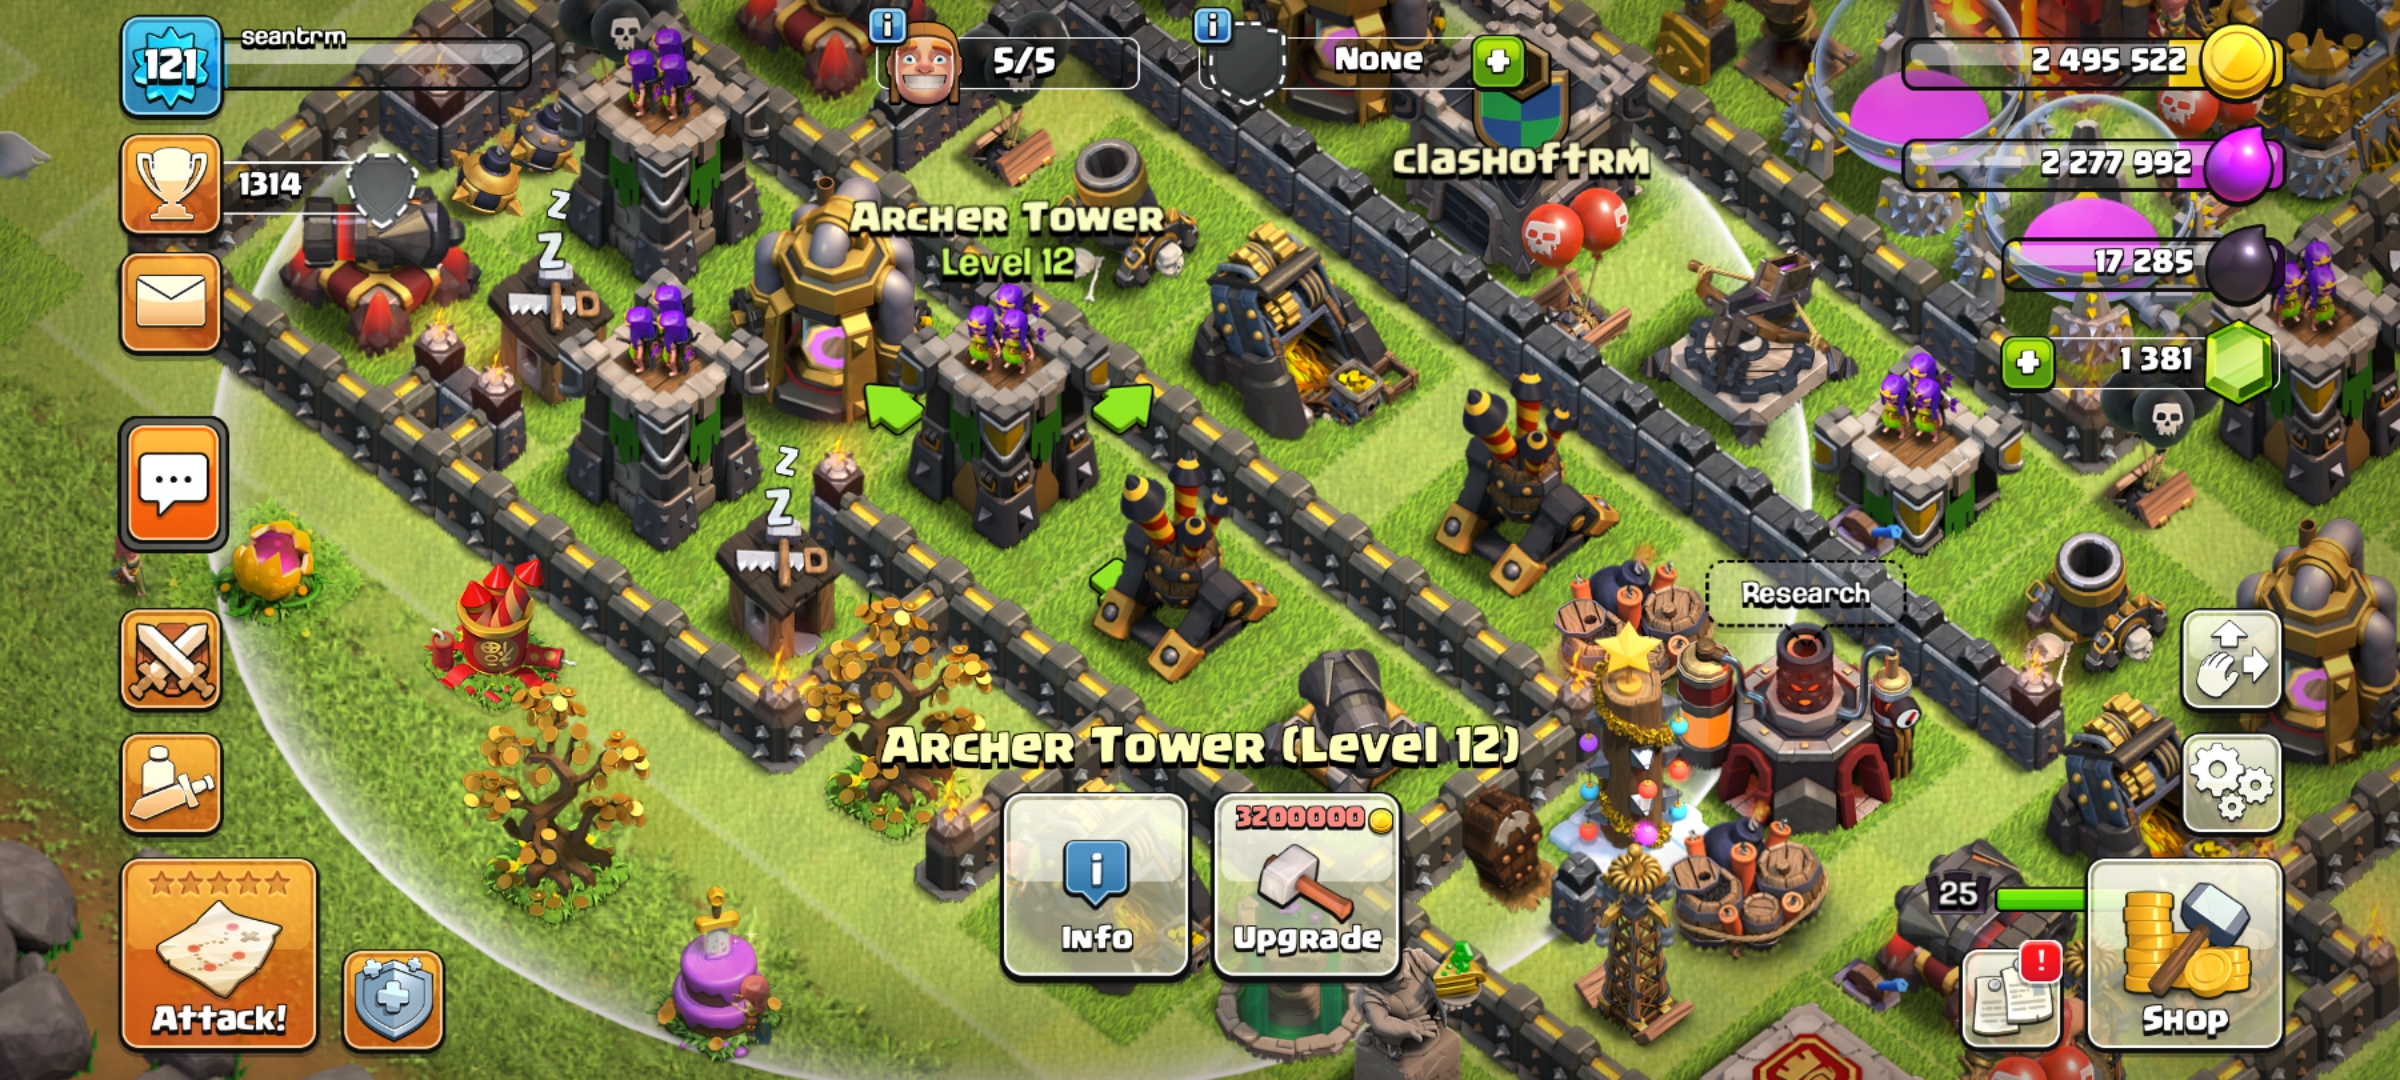 121
seantrm
5/5
None
2 495 522
1314
clashoftrm
2 277 992
z
Z
Archer Tower
Level 12
17 285
1 381
z
Z
Research
Archer Tower (Level 12)
3200000
Info
Upgrade
25
Attack!
Shop